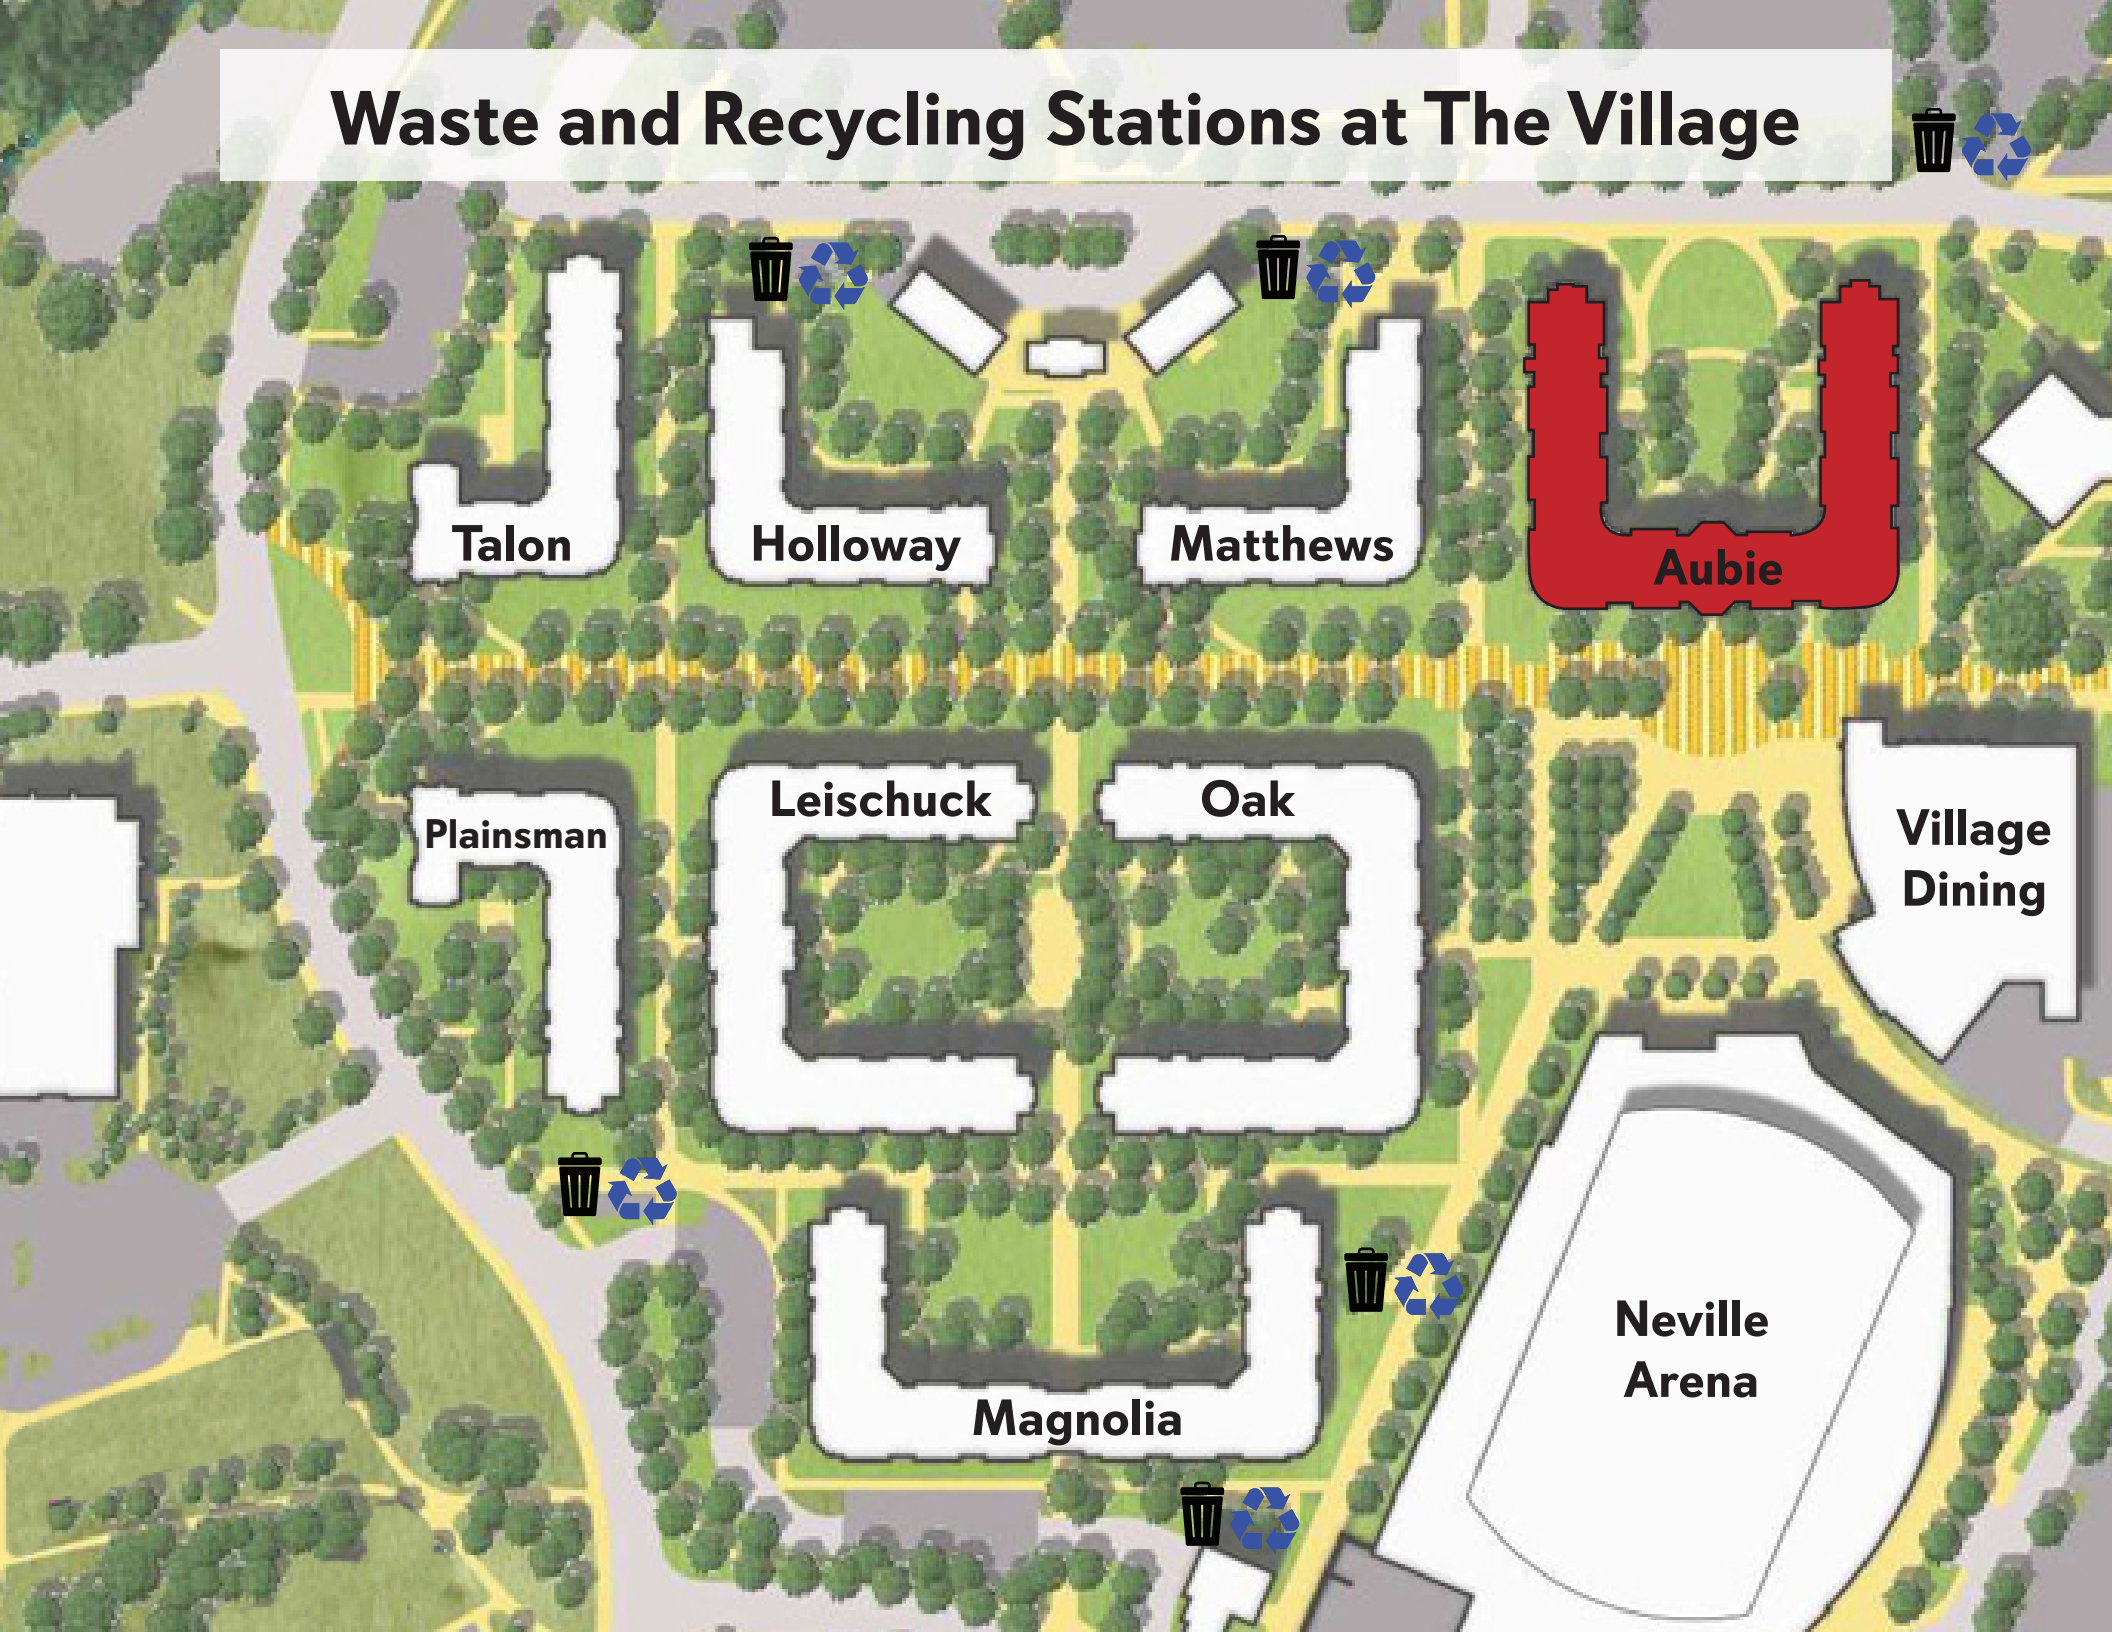 Waste and Recycling Stations at The Village
Talon
Holloway
Matthews
Aubie
Plainsman
Leischuck
Oak
Village
Dining
Neville
Arena
Magnolia